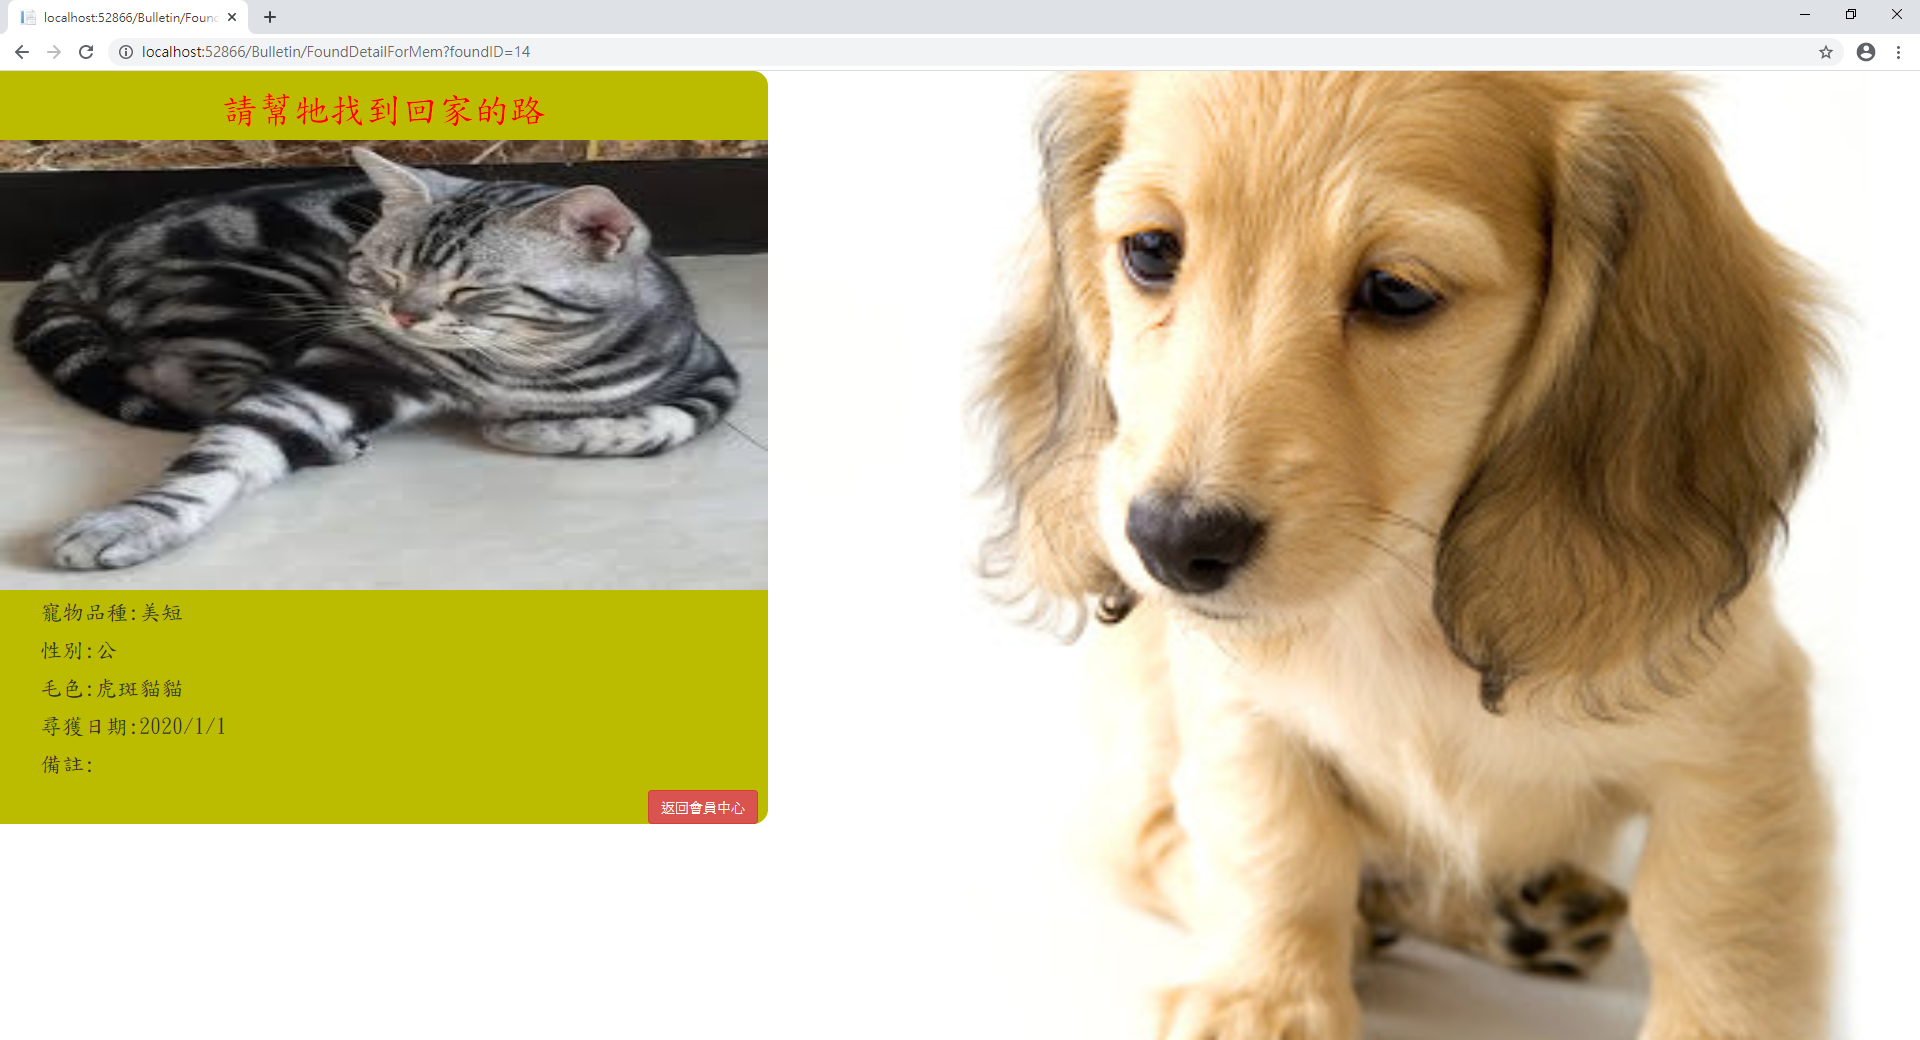 localhost:52866/Bulletin/Found
localhost:52866/Bulletin/FoundDetailForMem?foundID=14
請幫牠找到回家的路
寵物品種:美短
性別:公
毛色:虎斑貓貓
尋獲日期:2020/1/1
備註:
返回會員中心